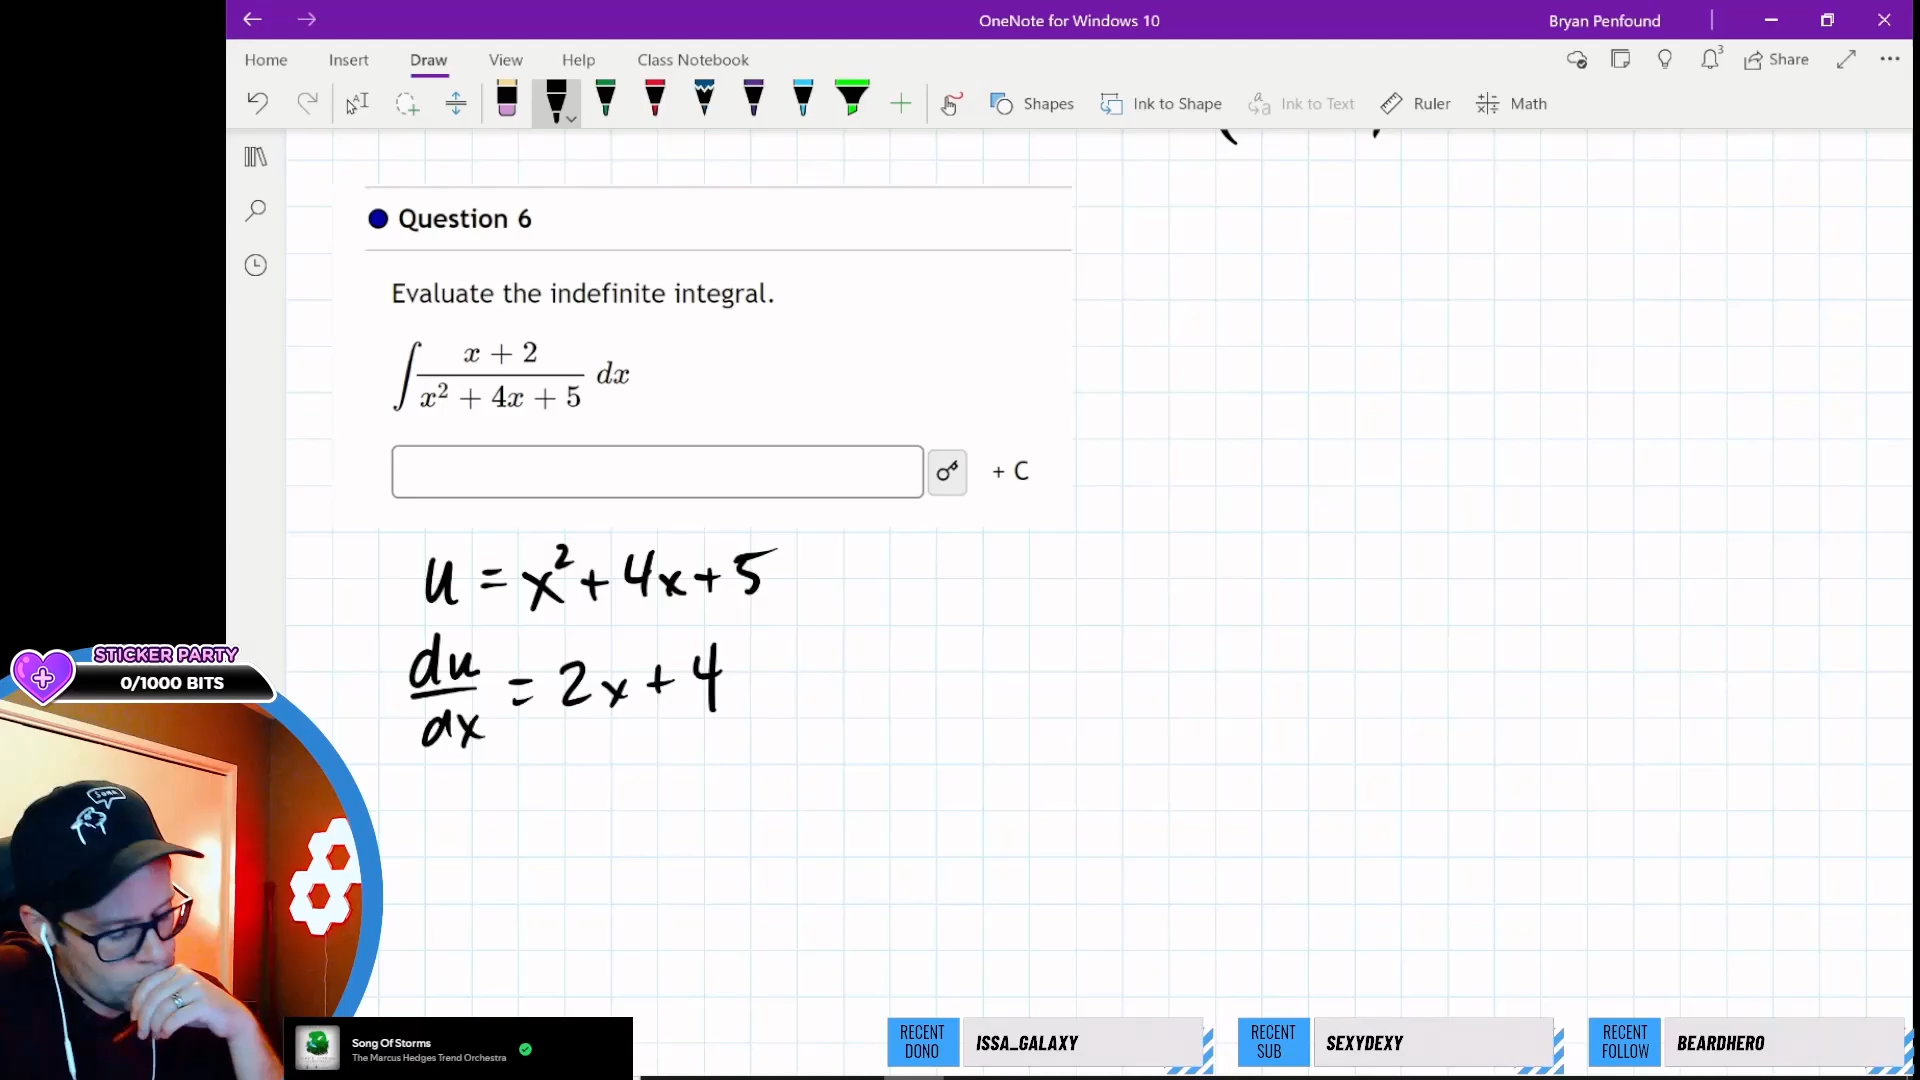 OneNote for Windows 10
Bryan Penfound
Home Insert Draw View Help Class Notebook
3
Share
Shapes
Ink to Shape
Ink to Text
Ruler
Math
Question 6
Evaluate the indefinite integral.
∫ (x + 2)/(x² + 4x + 5) dx
+ C
u = x² + 4x + 5
du/dx = 2x + 4
STICKER PARTY
0/1000 BITS
Song Of Storms
The Marcus Hedges Trend Orchestra
RECENT DONO
ISSA_GALAXY
RECENT SUB
SEXYDEXY
RECENT FOLLOW
BEARDHERO